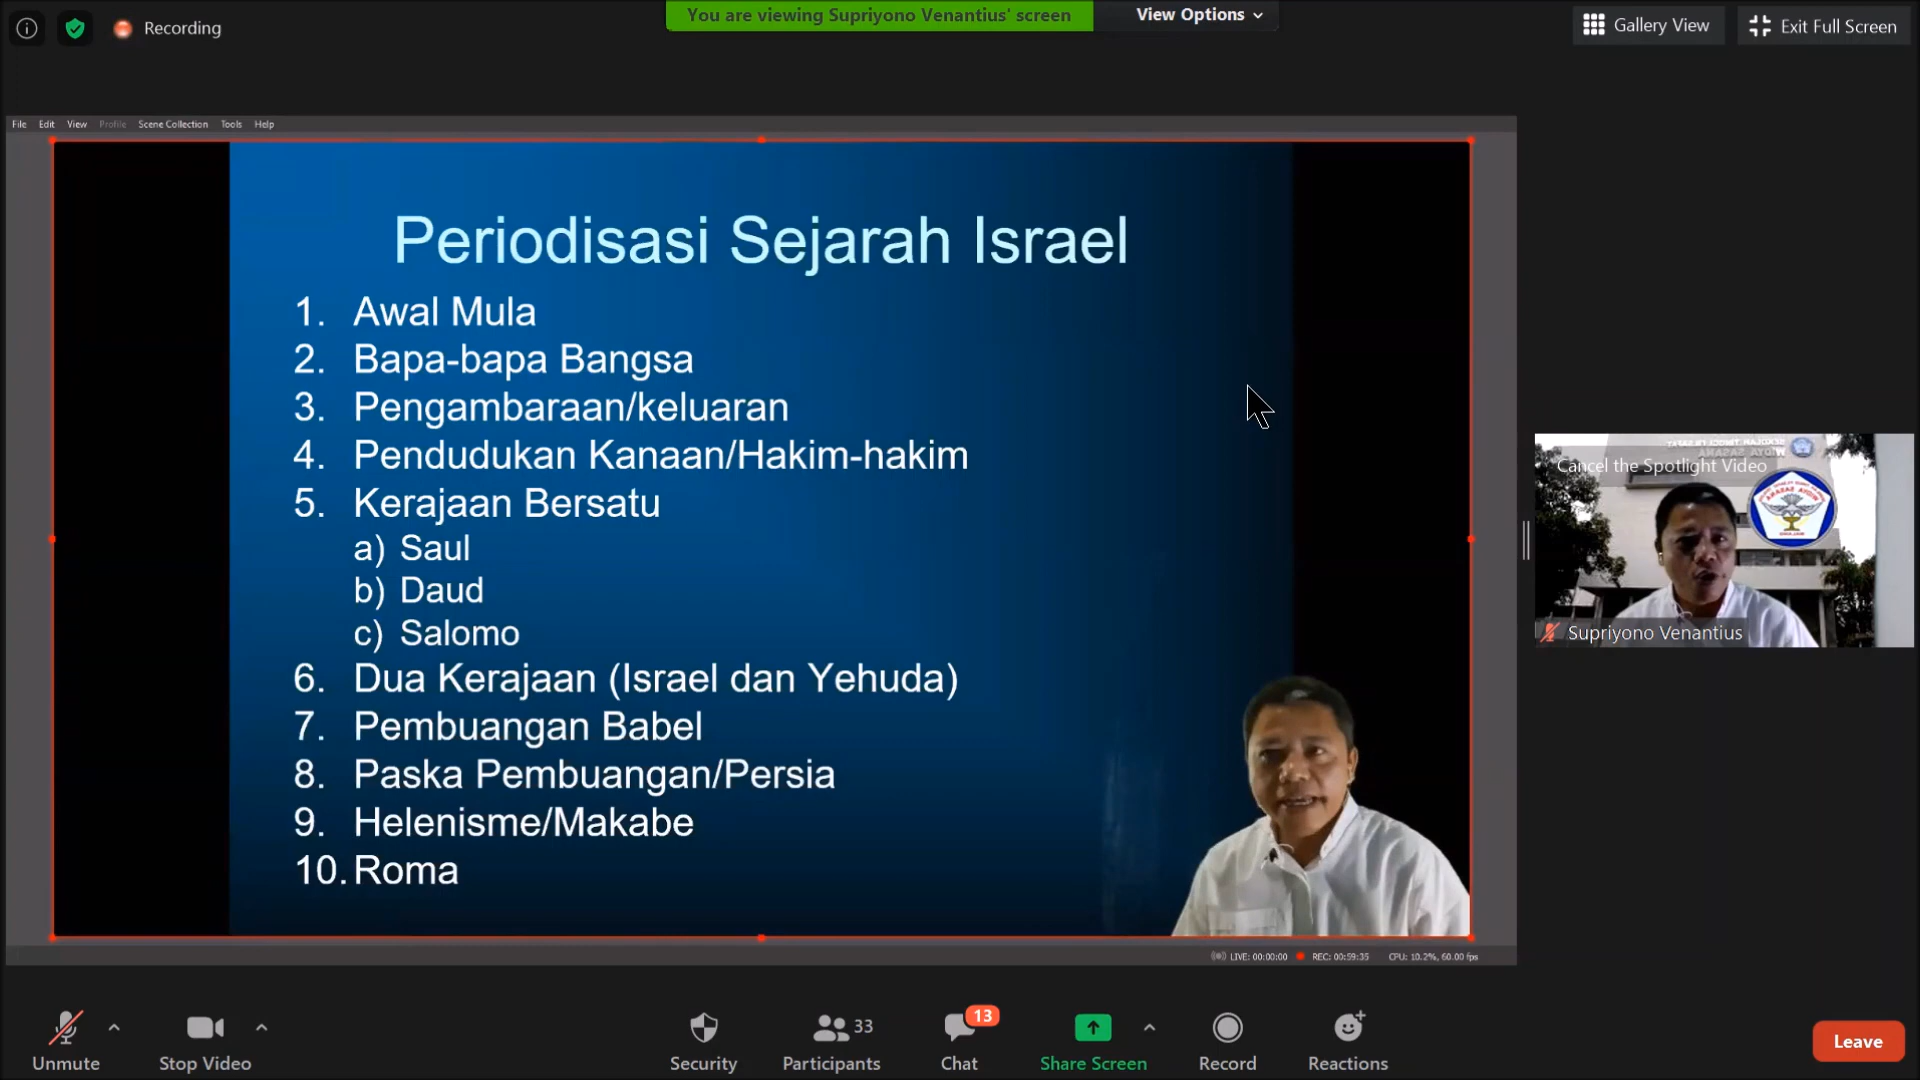 Recording
You are viewing Supriyono Venantius' screen
View Options
Gallery View
Exit Full Screen
File Edit View Profile Scene Collection Tools Help
Periodisasi Sejarah Israel
1. Awal Mula
2. Bapa-bapa Bangsa
3. Pengambaraan/keluaran
4. Pendudukan Kanaan/Hakim-hakim
5. Kerajaan Bersatu
a) Saul
b) Daud
c) Salomo
6. Dua Kerajaan (Israel dan Yehuda)
7. Pembuangan Babel
8. Paska Pembuangan/Persia
9. Helenisme/Makabe
10. Roma
LIVE: 00:00:00 REC: 00:59:35 CPU: 10.2%, 60.00 fps
Cancel the Spotlight Video
Supriyono Venantius
Unmute
Stop Video
Security
33
Participants
13
Chat
Share Screen
Record
Reactions
Leave